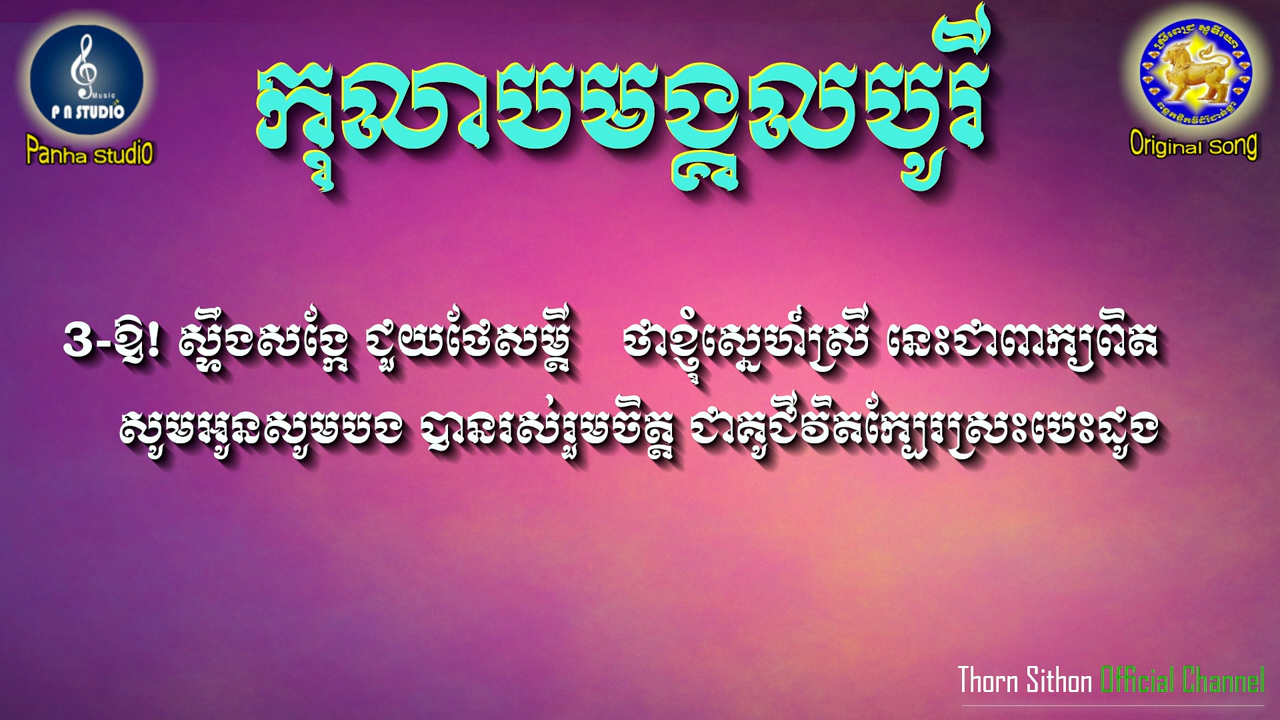 Music
P N STUDIO
Panha Studio
កុលាបមង្គលបូរី
Original Song
3-ឱ! ស្ទឹងសង្កែ ជួយថែសម្តី ថាខ្ញុំស្នេហ៍ស្រី នេះជាពាក្យពិត
សូមអូនសូមបង បានរស់រួមចិត្ត ជាគូជីវិតក្បែរស្រះបេះដូង
Thorn Sithon Official Channel